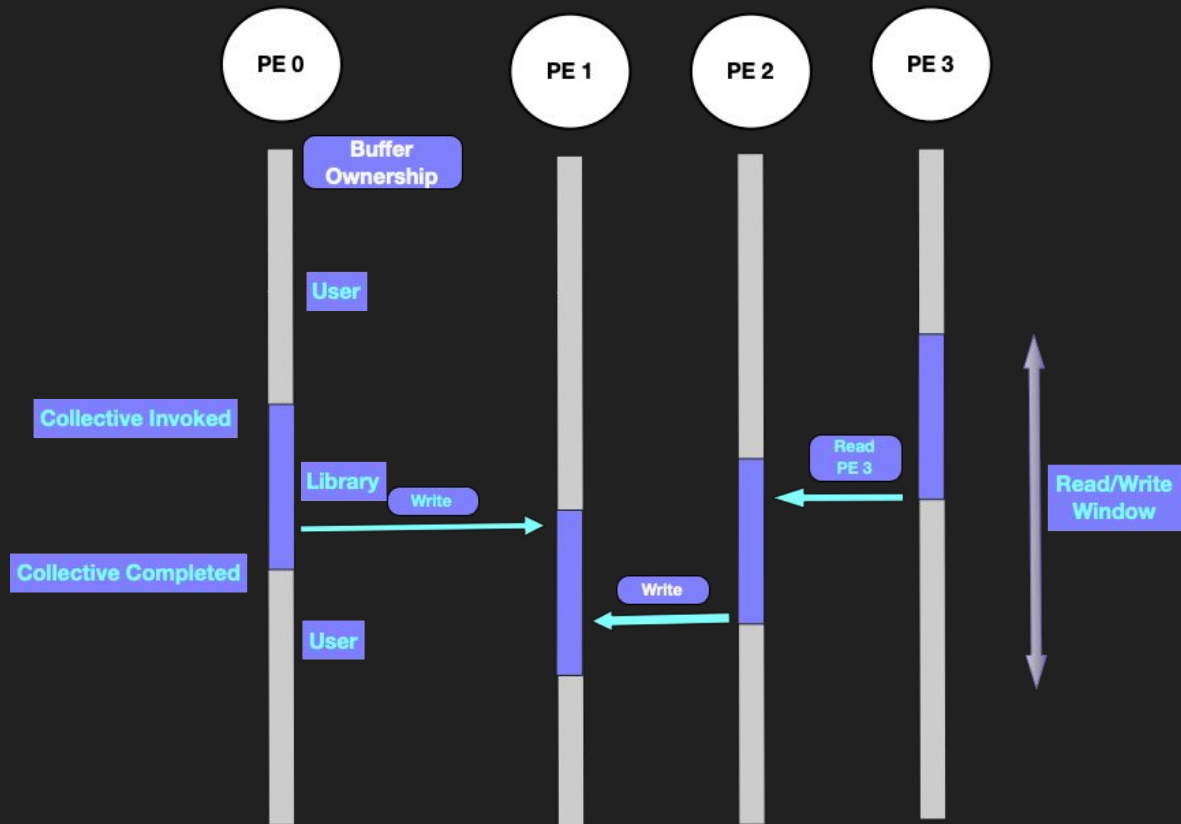 PE 0
PE 1
PE 2
PE 3
Buffer
Ownership
User
Collective Invoked
Library
Write
Read
PE 3
Read/Write
Window
Collective Completed
Write
User